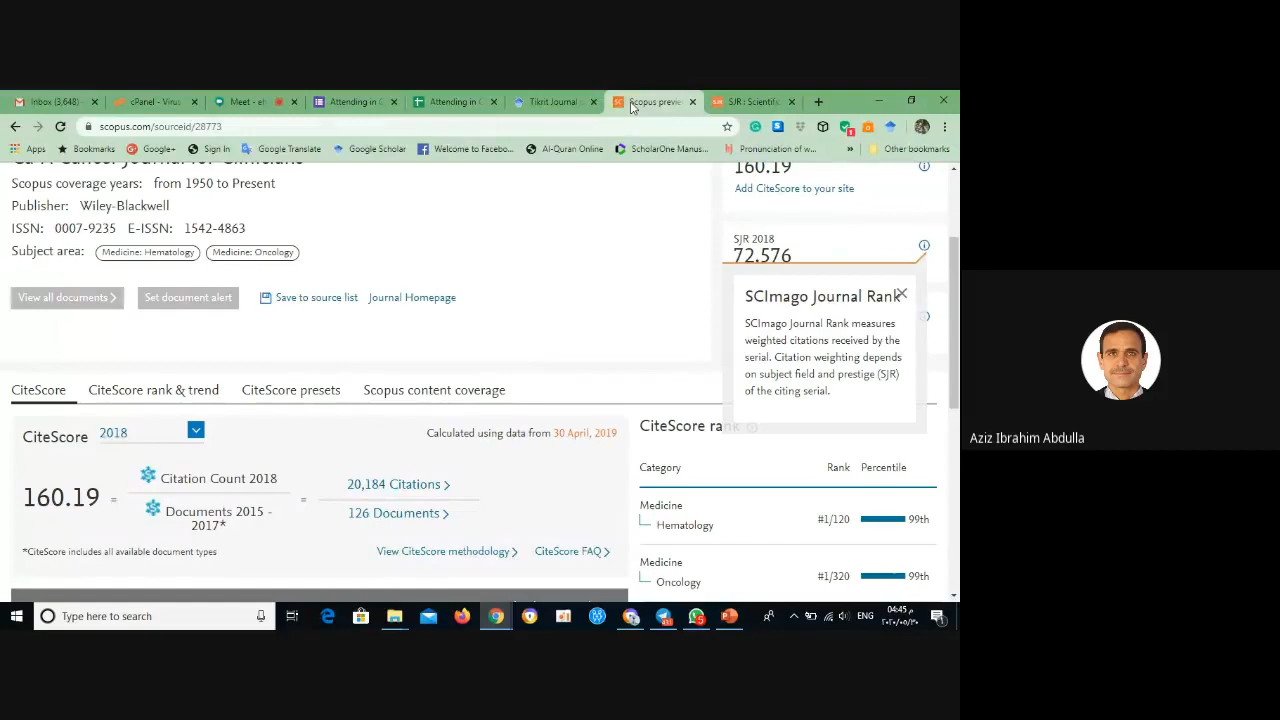 Inbox (3,648)
cPanel - Virus
Meet - eh
Attending in C
Attending in C
Tikrit Journal o
Scopus previe
SJR : Scientific
scopus.com/sourceid/28773
Apps
Bookmarks
Google+
Sign In
Google Translate
Google Scholar
Welcome to Facebo...
Al-Quran Online
ScholarOne Manus...
Pronunciation of w...
Other bookmarks
Scopus coverage years: from 1950 to Present
Publisher: Wiley-Blackwell
ISSN: 0007-9235 E-ISSN: 1542-4863
Subject area: Medicine: Hematology Medicine: Oncology
View all documents >
Set document alert
Save to source list
Journal Homepage
160.19
Add CiteScore to your site
SJR 2018
72.576
SCImago Journal Rank
SCImago Journal Rank measures
weighted citations received by the
serial. Citation weighting depends
on subject field and prestige (SJR)
of the citing serial.
CiteScore
CiteScore rank & trend
CiteScore presets
Scopus content coverage
CiteScore 2018
Calculated using data from 30 April, 2019
160.19 =
Citation Count 2018
Documents 2015 -
2017*
=
20,184 Citations >
126 Documents >
*CiteScore includes all available document types
View CiteScore methodology >
CiteScore FAQ >
CiteScore rank
Category Rank Percentile
Medicine
Hematology #1/120 99th
Medicine
Oncology #1/320 99th
Type here to search
ENG
04:45 م
٢٠٢٠/٠٥/٣٠
Aziz Ibrahim Abdulla